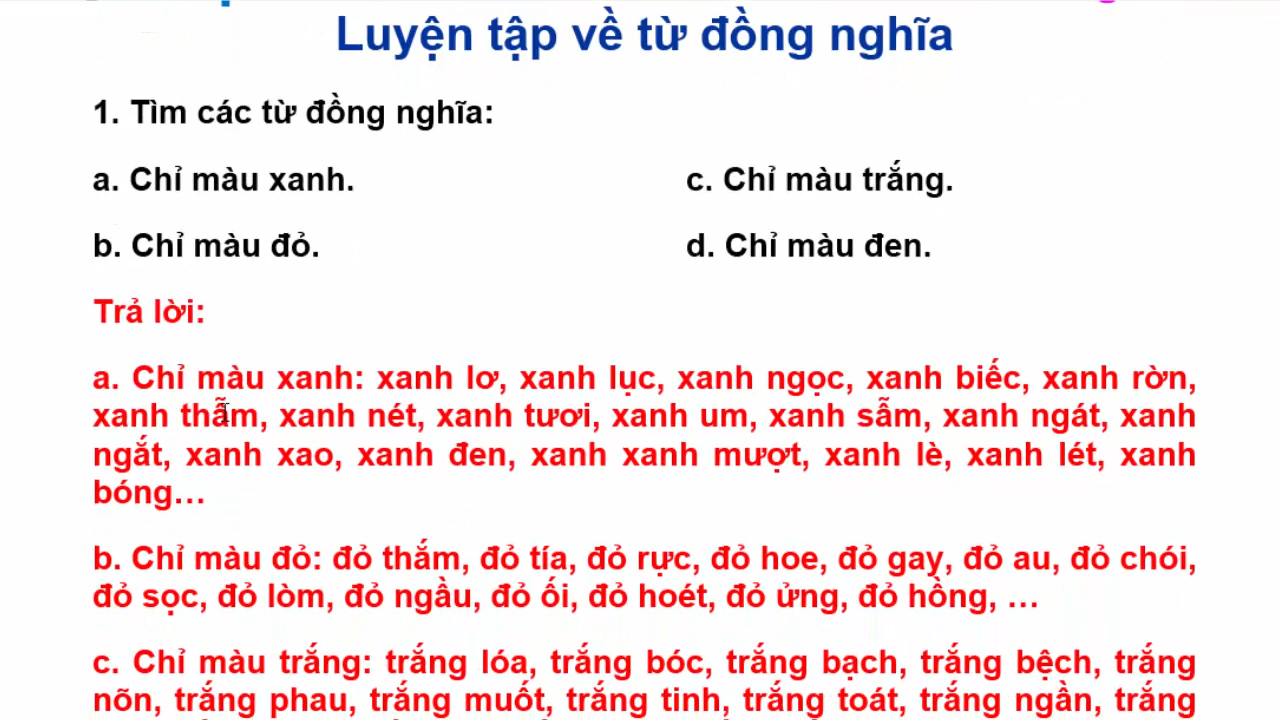 Luyện tập về từ đồng nghĩa
1. Tìm các từ đồng nghĩa:
a. Chỉ màu xanh.
c. Chỉ màu trắng.
b. Chỉ màu đỏ.
d. Chỉ màu đen.
Trả lời:
a. Chỉ màu xanh: xanh lơ, xanh lục, xanh ngọc, xanh biếc, xanh rờn,
xanh thẫm, xanh nét, xanh tươi, xanh um, xanh sẫm, xanh ngát, xanh
ngắt, xanh xao, xanh đen, xanh xanh mượt, xanh lè, xanh lét, xanh
bóng…
b. Chỉ màu đỏ: đỏ thắm, đỏ tía, đỏ rực, đỏ hoe, đỏ gay, đỏ au, đỏ chói,
đỏ sọc, đỏ lòm, đỏ ngầu, đỏ ối, đỏ hoét, đỏ ửng, đỏ hồng, …
c. Chỉ màu trắng: trắng lóa, trắng bóc, trắng bạch, trắng bệch, trắng
nõn, trắng phau, trắng muốt, trắng tinh, trắng toát, trắng ngần, trắng